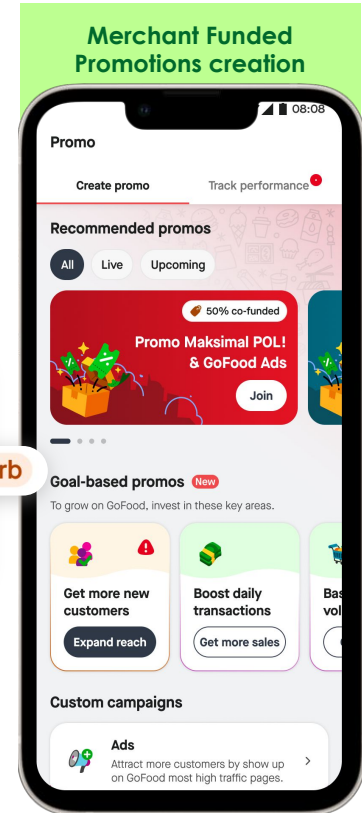 Merchant Funded
Promotions creation
08:08
Promo
Create promo
Track performance
Recommended promos
All
Live
Upcoming
50% co-funded
Promo Maksimal POL!
& GoFood Ads
Join
rb
Goal-based promos New
To grow on GoFood, invest in these key areas.
Get more new
customers
Expand reach
Boost daily
transactions
Get more sales
Bas
vol
Custom campaigns
Ads
Attract more customers by show up
on GoFood most high traffic pages.